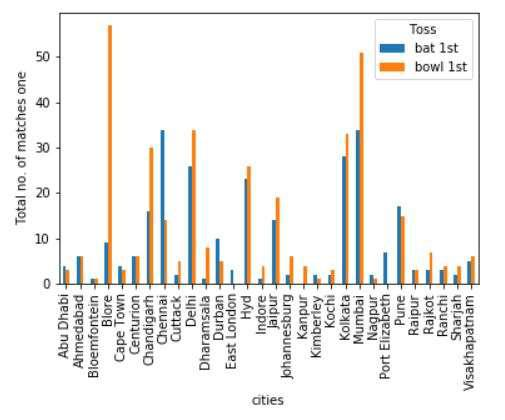 Toss
bat 1st
bowl 1st
Total no. of matches one
50
40
30
20
10
0
Abu Dhabi
Ahmedabad
Bloemfontein
Blore
Cape Town
Centurion
Chandigarh
Chennai
Cuttack
Delhi
Dharamsala
Durban
East London
Hyd
Indore
Jaipur
Johannesburg
Kanpur
Kimberley
Kochi
Kolkata
Mumbai
Nagpur
Port Elizabeth
Pune
Raipur
Rajkot
Ranchi
Sharjah
Visakhapatnam
cities